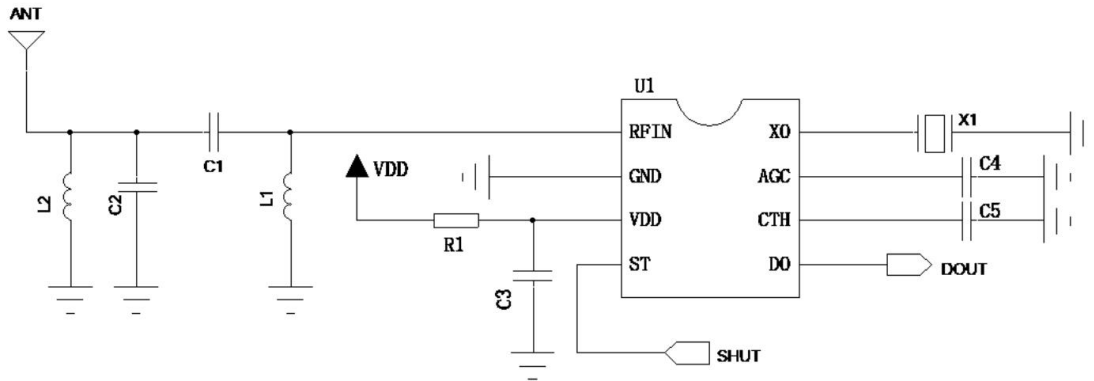 ANT
U1
RFIN
XO
X1
C1
VDD
GND
AGC
C4
L2
C2
L1
R1
VDD
CTH
C5
C3
ST
DO
DOUT
SHUT